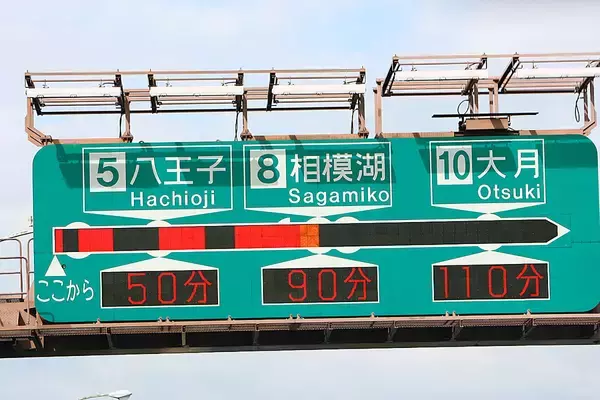 5 八王子
Hachioji
8 相模湖
Sagamiko
10 大月
Otsuki
ここから
50分
90分
110分